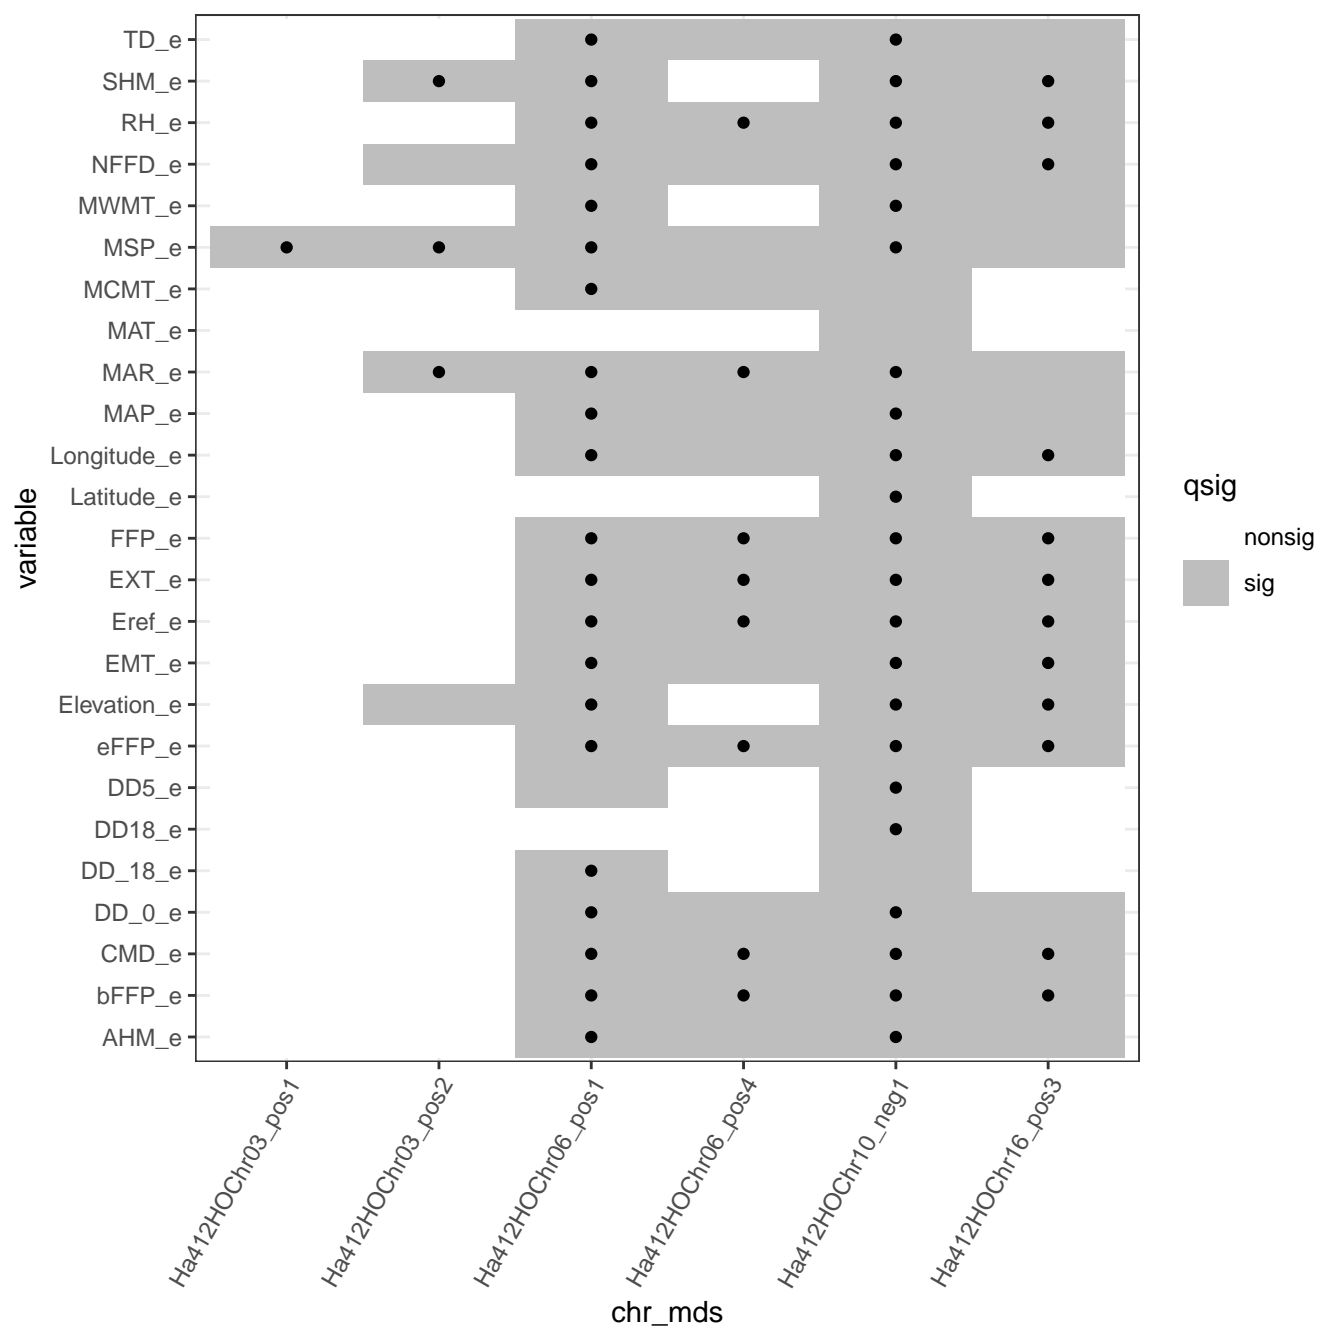 TD_e
SHM_e
RH_e
NFFD_e
MWMT_e
MSP_e
MCMT_e
MAT_e
MAR_e
MAP_e
Longitude_e
Latitude_e
FFP_e
EXT_e
Eref_e
EMT_e
Elevation_e
eFFP_e
DD5_e
DD18_e
DD_18_e
DD_0_e
CMD_e
bFFP_e
AHM_e
variable
Ha412HOChr03_pos1
Ha412HOChr03_pos2
Ha412HOChr06_pos1
Ha412HOChr06_pos4
Ha412HOChr10_neg1
Ha412HOChr16_pos3
chr_mds
qsig
nonsig
sig